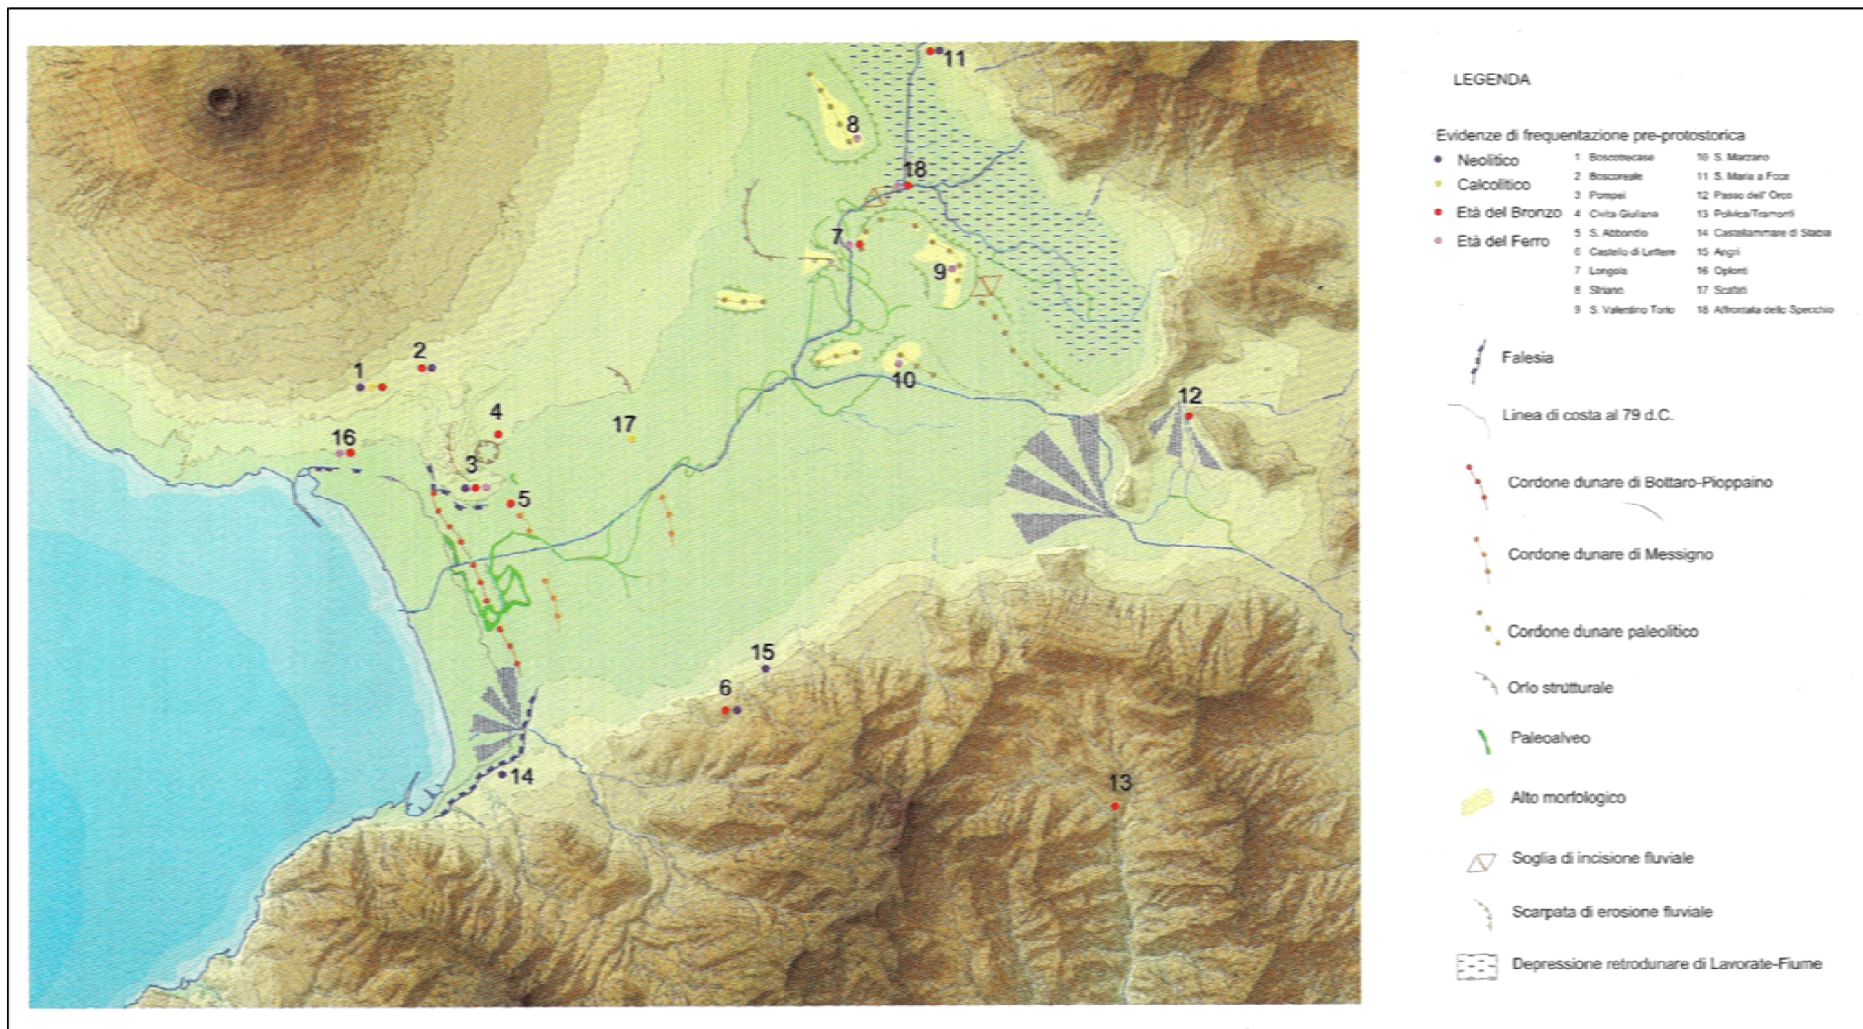 LEGENDA
Evidenze di frequentazione pre-protostorica
Neolitico
Calcolitico
Età del Bronzo
Età del Ferro
1 Boscotrecase
2 Boscoreale
3 Pompei
4 Civita Giuliana
5 S. Abbondio
6 Castello di Lettere
7 Longola
8 Striano
9 S. Valentino Torio
10 S. Marzano
11 S. Maria a Foce
12 Passo dell' Orco
13 Polvica/Tramonti
14 Castellammare di Stabia
15 Angri
16 Oplonti
17 Scafati
18 Affrontata dello Specchio
Falesia
Linea di costa al 79 d.C.
Cordone dunare di Bottaro-Pioppaino
Cordone dunare di Messigno
Cordone dunare paleolitico
Orlo strutturale
Paleoalveo
Alto morfologico
Soglia di incisione fluviale
Scarpata di erosione fluviale
Depressione retrodunare di Lavorate-Fiume
11
8
18
7
9
2
1
10
12
4
17
16
3
5
15
6
14
13